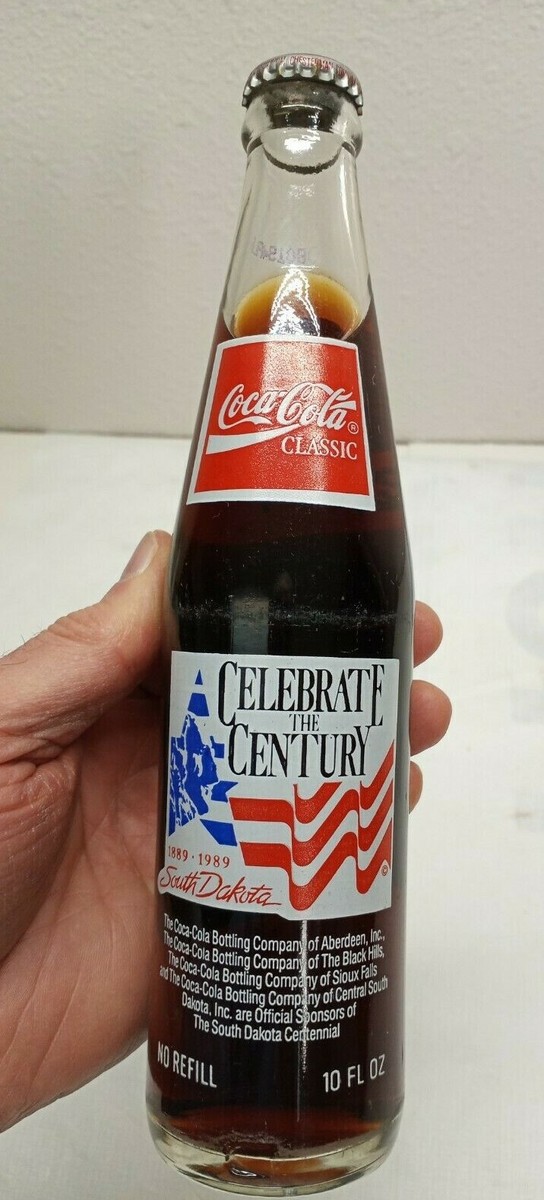 Coca-Cola ®
CLASSIC
CELEBRATE
THE
CENTURY
1889·1989
©
South Dakota
The Coca-Cola Bottling Company of Aberdeen, Inc.,
The Coca-Cola Bottling Company of The Black Hills,
The Coca-Cola Bottling Company of Sioux Falls
and The Coca-Cola Bottling Company of Central South
Dakota, Inc. are Official Sponsors of
The South Dakota Centennial
NO REFILL
10 FL OZ